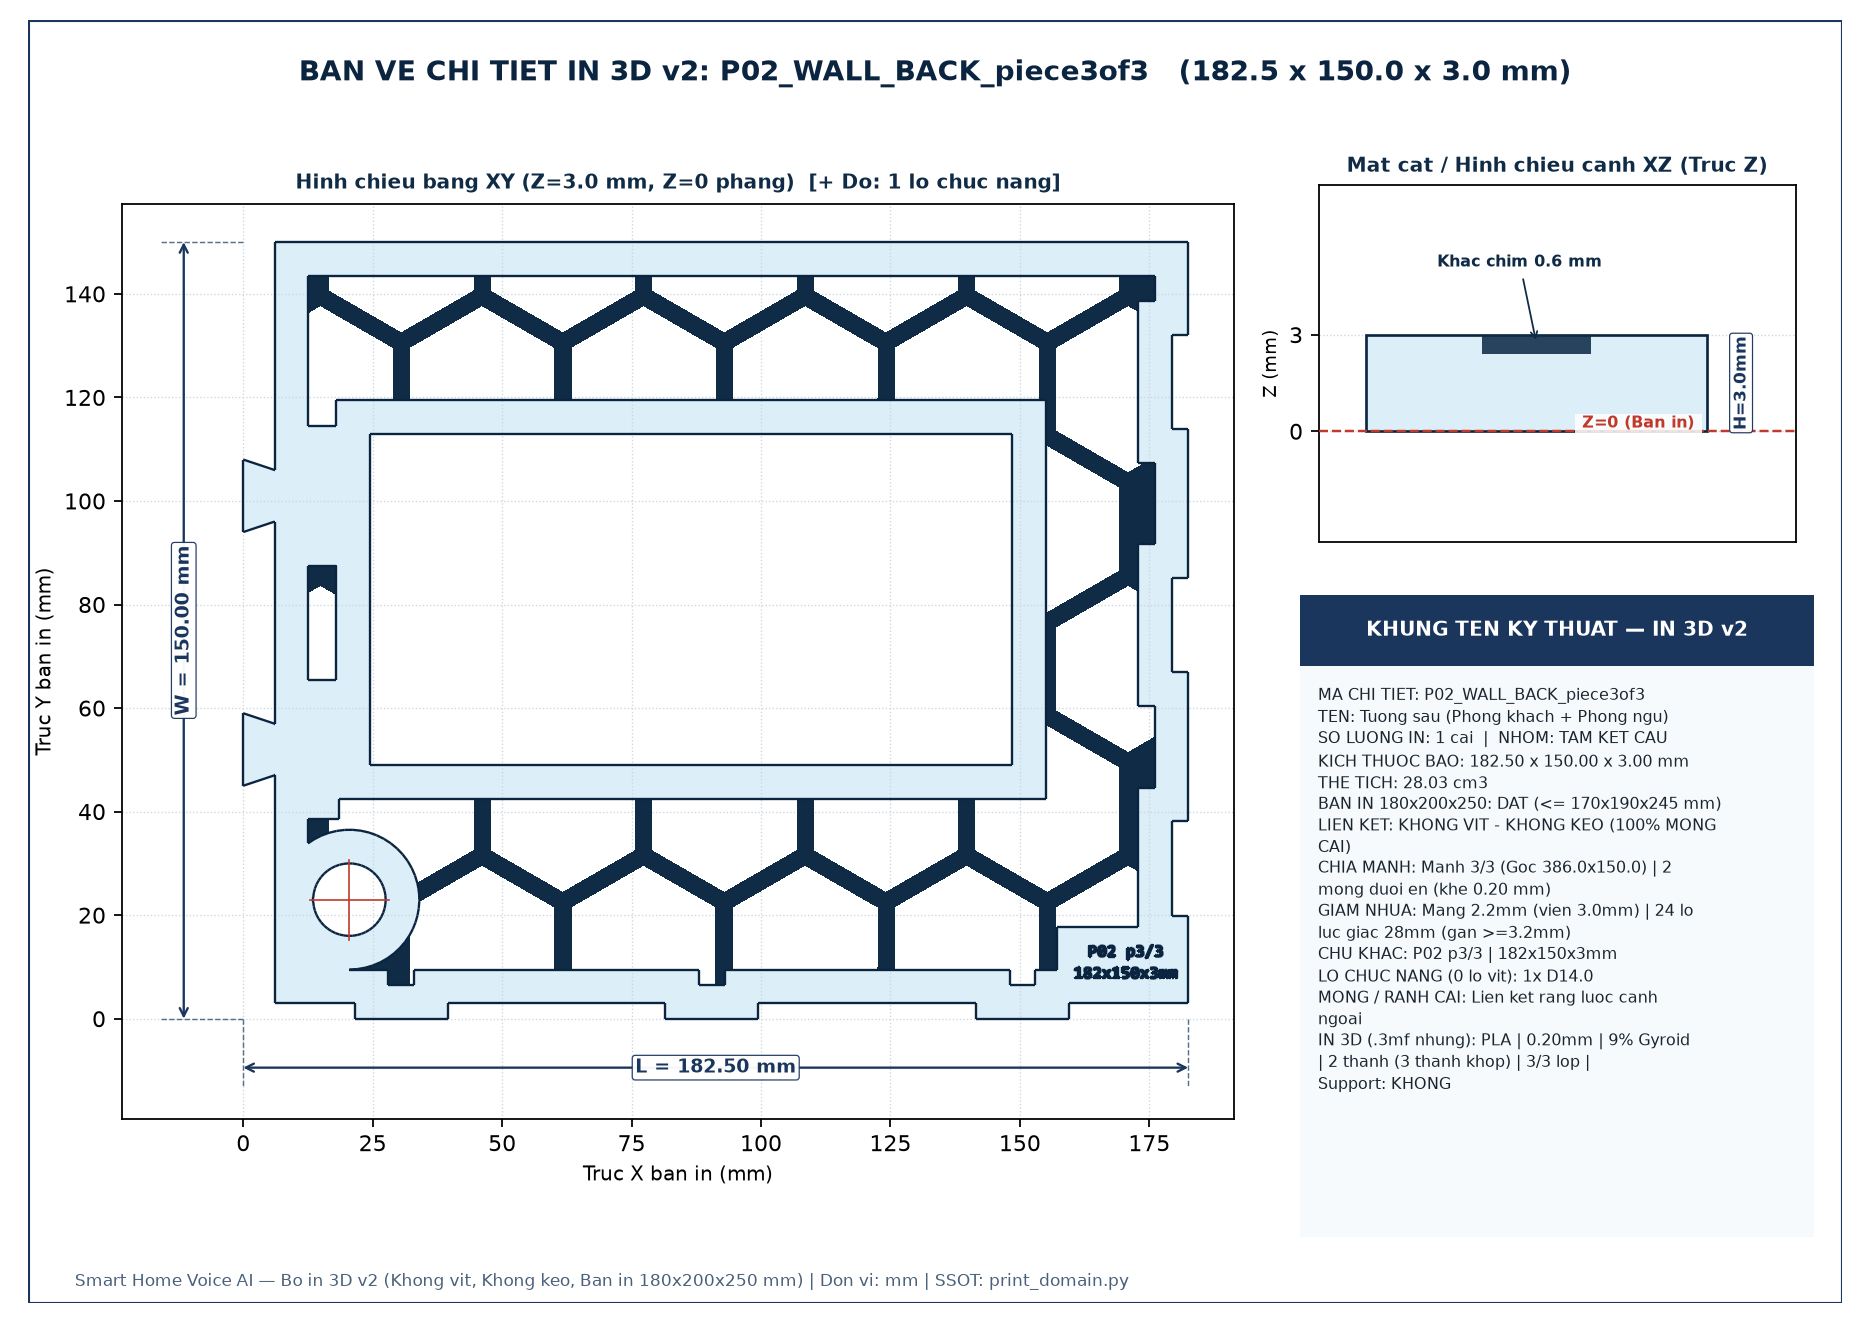 BAN VE CHI TIET IN 3D v2: P02_WALL_BACK_piece3of3 (182.5 x 150.0 x 3.0 mm)
Hinh chieu bang XY (Z=3.0 mm, Z=0 phang) [+ Do: 1 lo chuc nang]
140
120
100
80
60
40
20
0
Truc Y ban in (mm)
W = 150.00 mm
P02 p3/3
182x150x3mm
L = 182.50 mm
0
25
50
75
100
125
150
175
Truc X ban in (mm)
Mat cat / Hinh chieu canh XZ (Truc Z)
Khac chim 0.6 mm
3
0
Z (mm)
Z=0 (Ban in)
H=3.0mm
KHUNG TEN KY THUAT — IN 3D v2
MA CHI TIET: P02_WALL_BACK_piece3of3
TEN: Tuong sau (Phong khach + Phong ngu)
SO LUONG IN: 1 cai | NHOM: TAM KET CAU
KICH THUOC BAO: 182.50 x 150.00 x 3.00 mm
THE TICH: 28.03 cm3
BAN IN 180x200x250: DAT (<= 170x190x245 mm)
LIEN KET: KHONG VIT - KHONG KEO (100% MONG
CAI)
CHIA MANH: Manh 3/3 (Goc 386.0x150.0) | 2
mong duoi en (khe 0.20 mm)
GIAM NHUA: Mang 2.2mm (vien 3.0mm) | 24 lo
luc giac 28mm (gan >=3.2mm)
CHU KHAC: P02 p3/3 | 182x150x3mm
LO CHUC NANG (0 lo vit): 1x D14.0
MONG / RANH CAI: Lien ket rang luoc canh
ngoai
IN 3D (.3mf nhung): PLA | 0.20mm | 9% Gyroid
| 2 thanh (3 thanh khop) | 3/3 lop |
Support: KHONG
Smart Home Voice AI — Bo in 3D v2 (Khong vit, Khong keo, Ban in 180x200x250 mm) | Don vi: mm | SSOT: print_domain.py